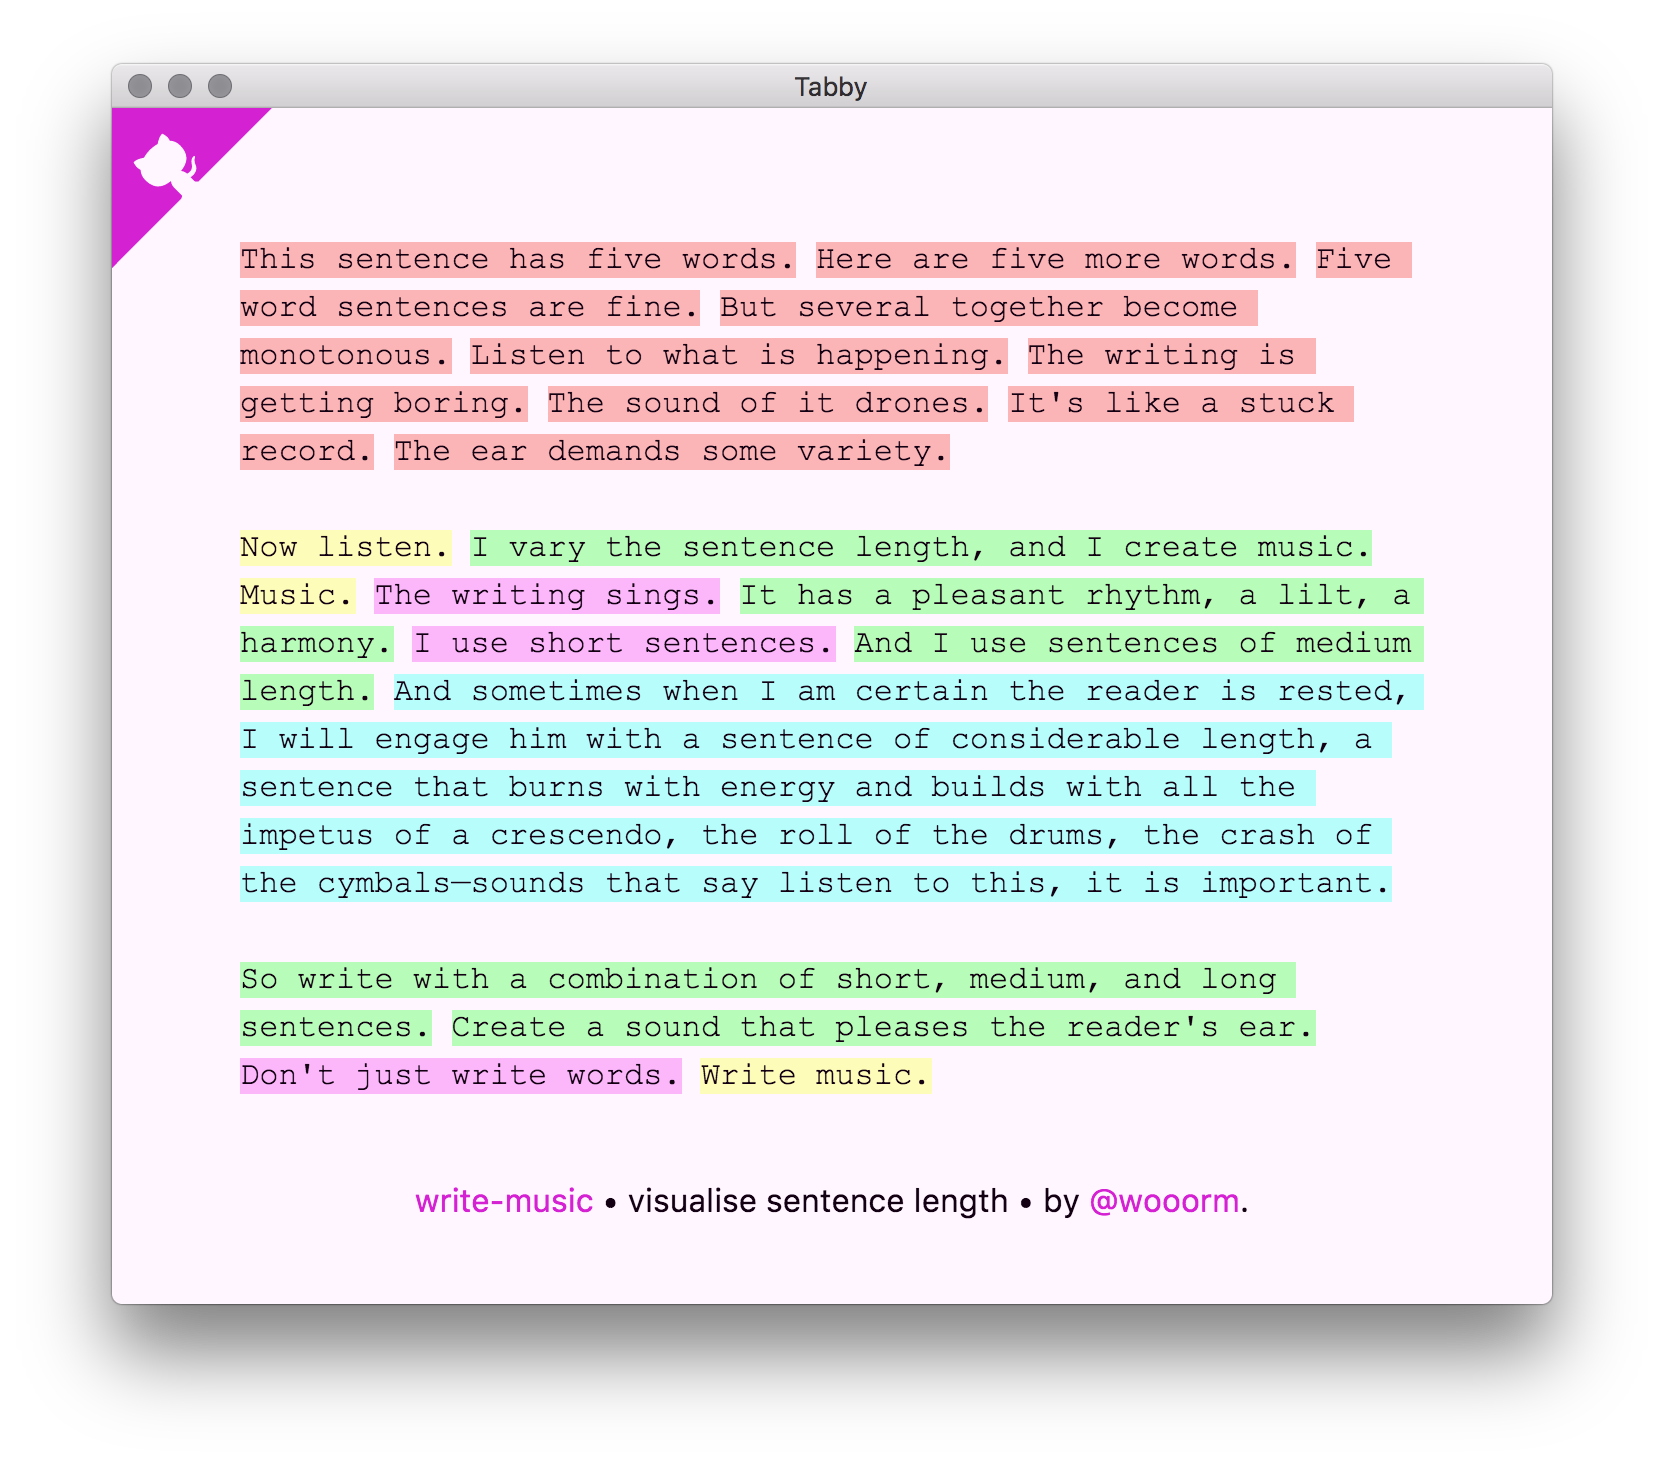 Tabby
This sentence has five words. Here are five more words. Five
word sentences are fine. But several together become
monotonous. Listen to what is happening. The writing is
getting boring. The sound of it drones. It's like a stuck
record. The ear demands some variety.
Now listen. I vary the sentence length, and I create music.
Music. The writing sings. It has a pleasant rhythm, a lilt, a
harmony. I use short sentences. And I use sentences of medium
length. And sometimes when I am certain the reader is rested,
I will engage him with a sentence of considerable length, a
sentence that burns with energy and builds with all the
impetus of a crescendo, the roll of the drums, the crash of
the cymbals—sounds that say listen to this, it is important.
So write with a combination of short, medium, and long
sentences. Create a sound that pleases the reader's ear.
Don't just write words. Write music.
write-music • visualise sentence length • by @wooorm.